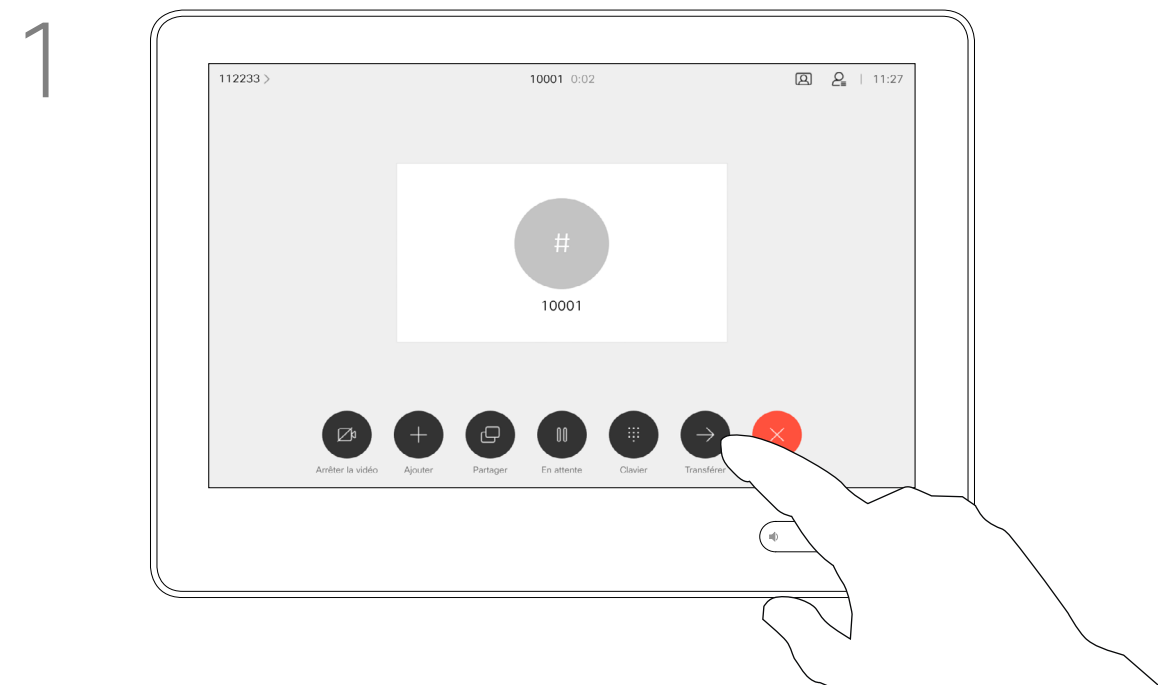 1
112233 >
10001 0:02
11:27
#
10001
Arrêter la vidéo
Ajouter
Partager
En attente
Clavier
Transférer